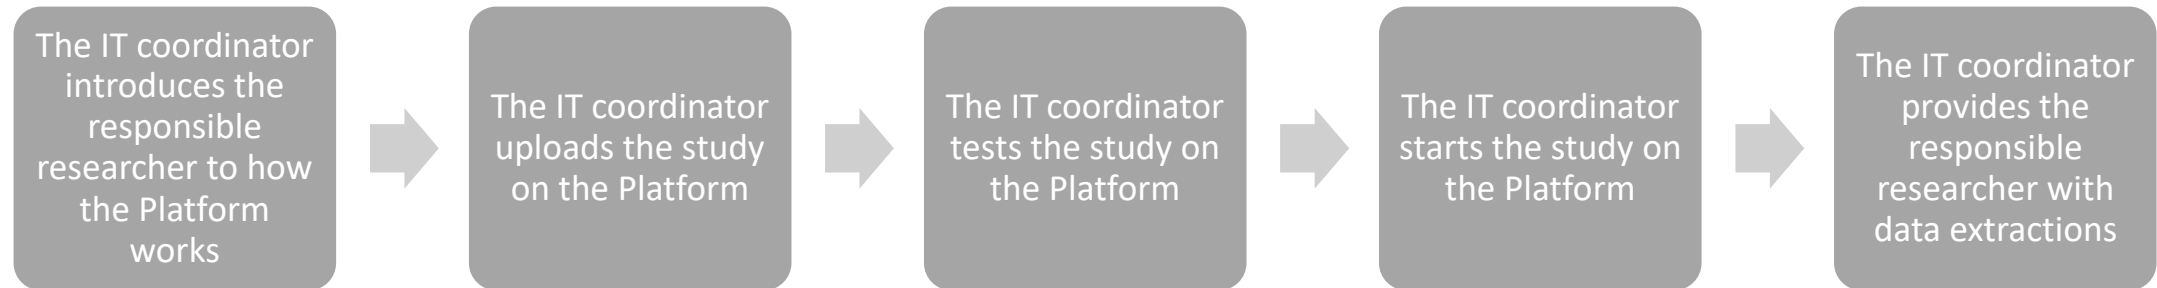 The IT coordinator
introduces the
responsible
researcher to how
the Platform
works
The IT coordinator
uploads the study
on the Platform
The IT coordinator
tests the study on
the Platform
The IT coordinator
starts the study on
the Platform
The IT coordinator
provides the
responsible
researcher with
data extractions